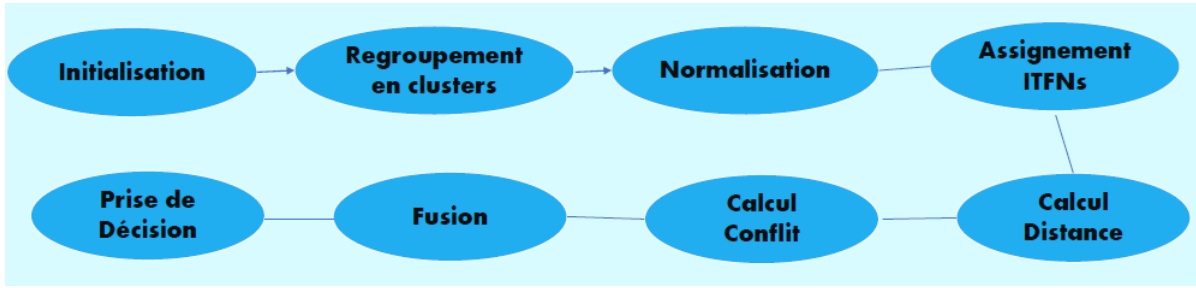 Initialisation
Regroupement
en clusters
Normalisation
Assignement
ITFNs
Prise de
Décision
Fusion
Calcul
Conflit
Calcul
Distance